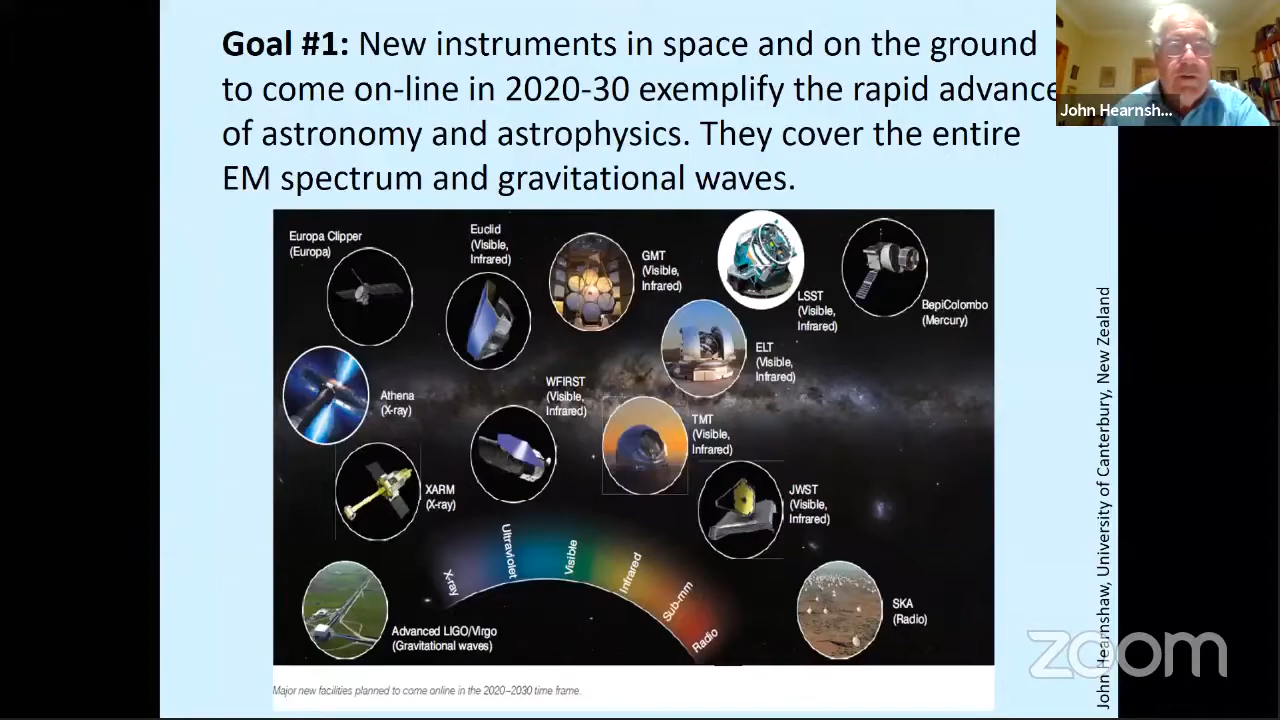 Goal #1: New instruments in space and on the ground
to come on-line in 2020-30 exemplify the rapid advance
of astronomy and astrophysics. They cover the entire
EM spectrum and gravitational waves.
John Hearnsh...
Europa Clipper
(Europa)
Euclid
(Visible,
Infrared)
GMT
(Visible,
Infrared)
LSST
(Visible,
Infrared)
BepiColombo
(Mercury)
ELT
(Visible,
Infrared)
Athena
(X-ray)
WFIRST
(Visible,
Infrared)
TMT
(Visible,
Infrared)
XARM
(X-ray)
JWST
(Visible,
Infrared)
X-ray
Ultraviolet
Visible
Infrared
Sub-mm
Radio
Advanced LIGO/Virgo
(Gravitational waves)
SKA
(Radio)
Major new facilities planned to come online in the 2020–2030 time frame.
John Hearnshaw, University of Canterbury, New Zealand
zoom